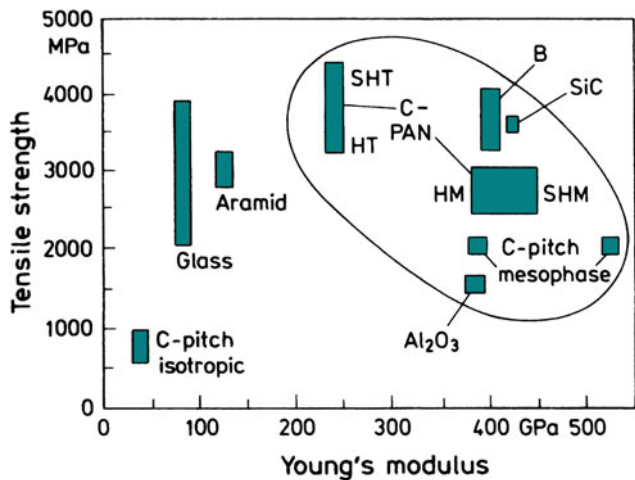 5000
MPa
4000
3000
2000
1000
0
Tensile strength
SHT
C-
PAN
HT
B
SiC
HM
SHM
Aramid
Glass
C-pitch
mesophase
Al₂O₃
C-pitch
isotropic
0 100 200 300 400 GPa 500
Young's modulus